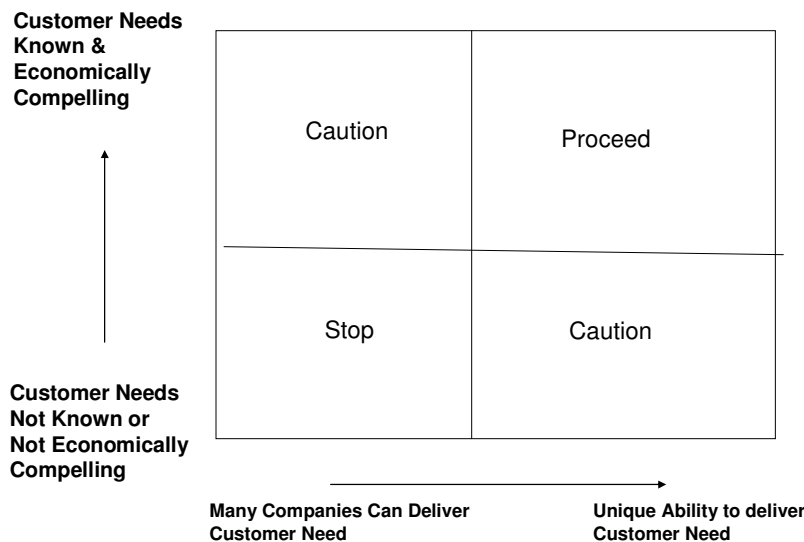 Customer Needs
Known &
Economically
Compelling
Caution
Proceed
Stop
Caution
Customer Needs
Not Known or
Not Economically
Compelling
Many Companies Can Deliver
Customer Need
Unique Ability to deliver
Customer Need